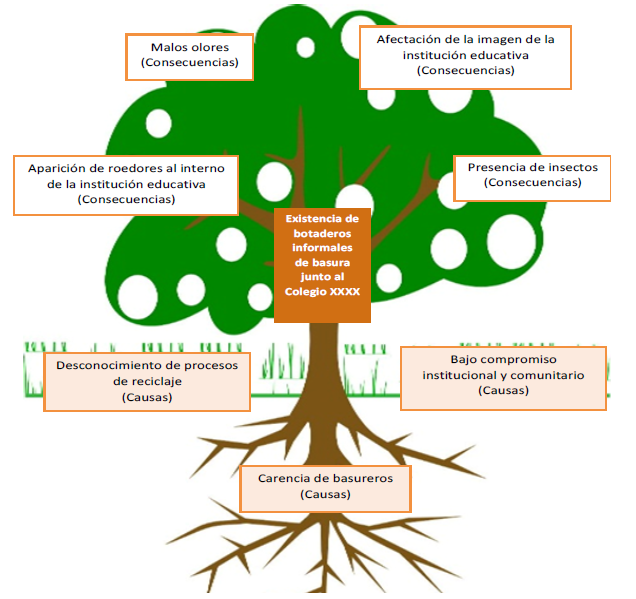 Malos olores
(Consecuencias)
Afectación de la imagen de la
institución educativa
(Consecuencias)
Aparición de roedores al interno
de la institución educativa
(Consecuencias)
Presencia de insectos
(Consecuencias)
Existencia de
botaderos
informales
de basura
junto al
Colegio XXXX
Desconocimiento de procesos
de reciclaje
(Causas)
Bajo compromiso
institucional y comunitario
(Causas)
Carencia de basureros
(Causas)